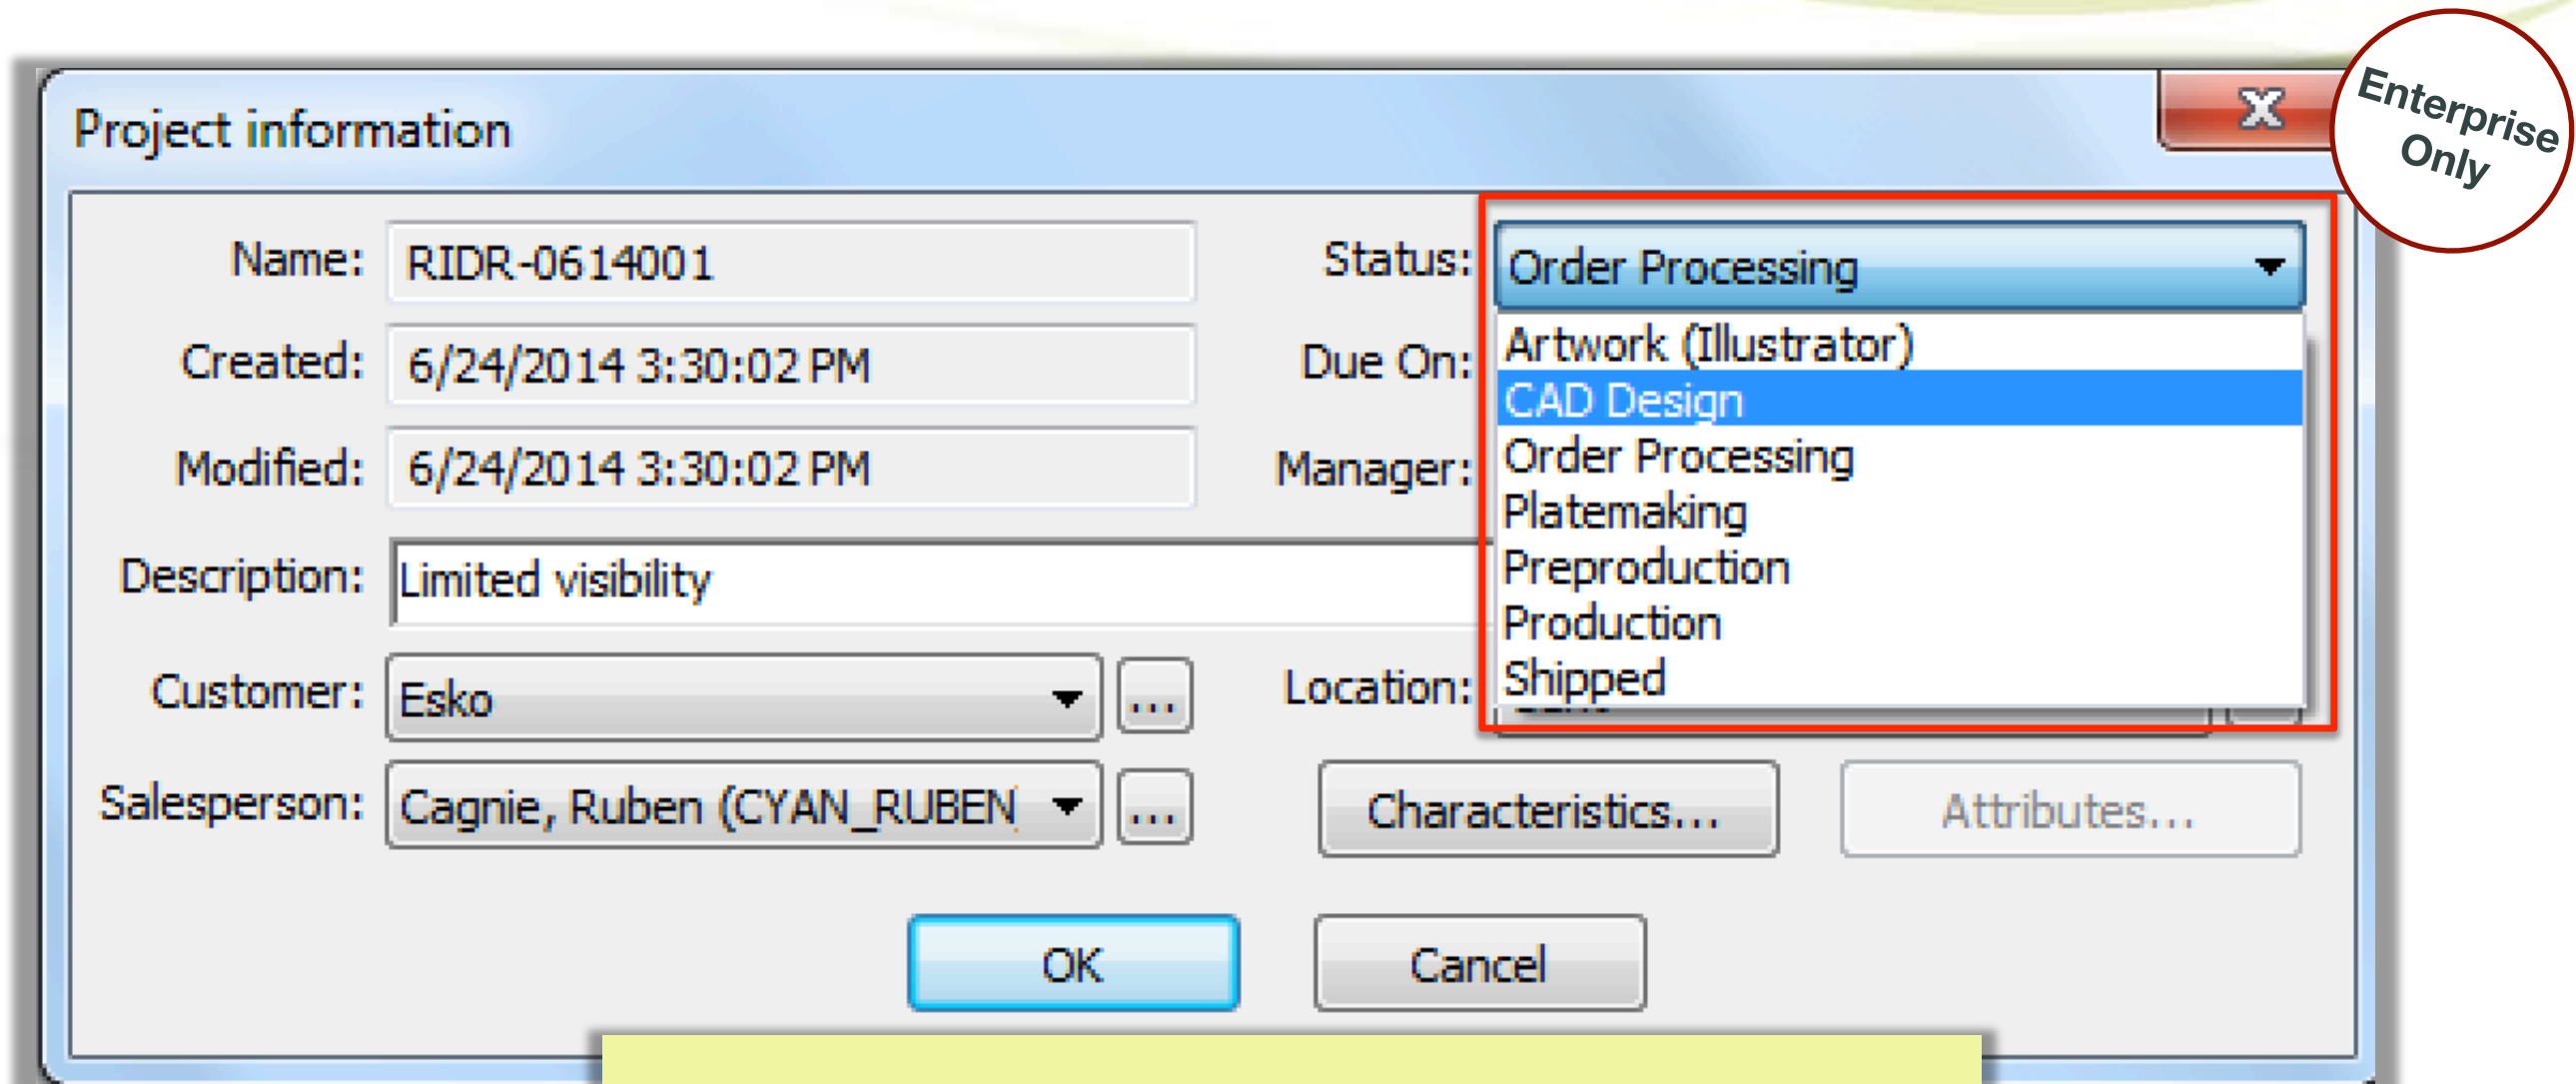 Enterprise
Only
Project information
Name: RIDR-0614001
Status: Order Processing
Artwork (Illustrator)
CAD Design
Order Processing
Platemaking
Preproduction
Production
Shipped
Created: 6/24/2014 3:30:02 PM
Due On:
Modified: 6/24/2014 3:30:02 PM
Manager:
Description: Limited visibility
Customer: Esko ...
Location:
Salesperson: Cagnie, Ruben (CYAN_RUBEN) ...
Characteristics...
Attributes...
OK
Cancel